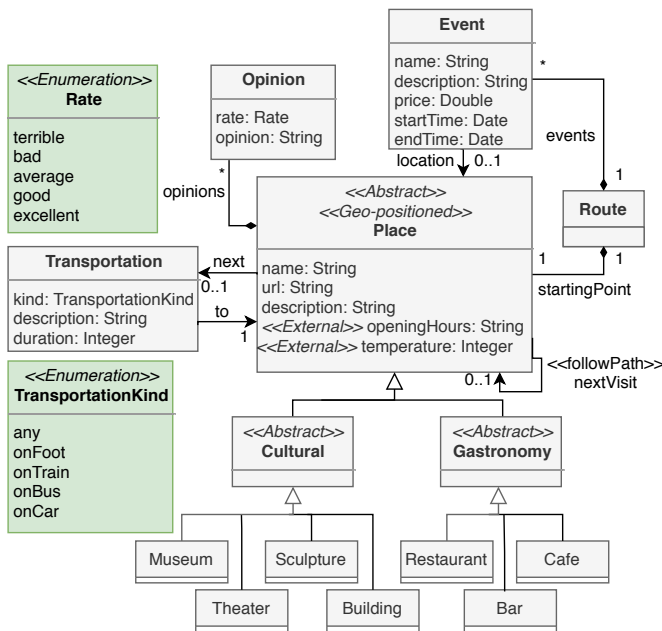 Event
name: String
description: String
price: Double
startTime: Date
endTime: Date
<<Enumeration>>
Rate
terrible
bad
average
good
excellent
Opinion
rate: Rate
opinion: String
*
opinions
location
0..1
*
events
1
Route
1
1
startingPoint
<<Abstract>>
<<Geo-positioned>>
Place
name: String
url: String
description: String
<<External>> openingHours: String
<<External>> temperature: Integer
Transportation
kind: TransportationKind
description: String
duration: Integer
next
0..1
to
1
0..1
<<followPath>>
nextVisit
<<Enumeration>>
TransportationKind
any
onFoot
onTrain
onBus
onCar
<<Abstract>>
Cultural
<<Abstract>>
Gastronomy
Museum
Sculpture
Restaurant
Cafe
Theater
Building
Bar